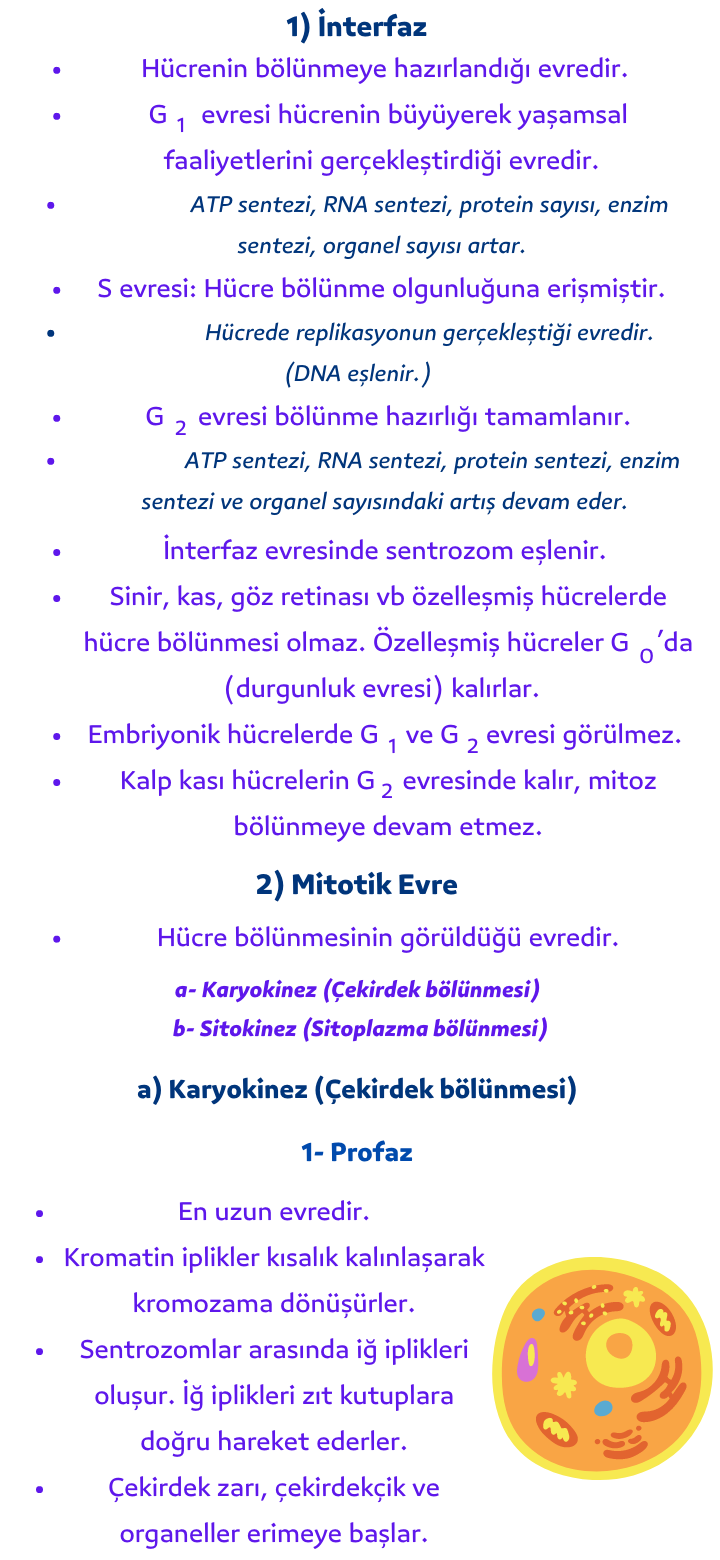 1) İnterfaz
• Hücrenin bölünmeye hazırlandığı evredir.
• G 1 evresi hücrenin büyüyerek yaşamsal
faaliyetlerini gerçekleştirdiği evredir.
• ATP sentezi, RNA sentezi, protein sayısı, enzim
sentezi, organel sayısı artar.
• S evresi: Hücre bölünme olgunluğuna erişmiştir.
• Hücrede replikasyonun gerçekleştiği evredir.
(DNA eşlenir.)
• G 2 evresi bölünme hazırlığı tamamlanır.
• ATP sentezi, RNA sentezi, protein sentezi, enzim
sentezi ve organel sayısındaki artış devam eder.
• İnterfaz evresinde sentrozom eşlenir.
• Sinir, kas, göz retinası vb özelleşmiş hücrelerde
hücre bölünmesi olmaz. Özelleşmiş hücreler G 0'da
(durgunluk evresi) kalırlar.
• Embriyonik hücrelerde G 1 ve G 2 evresi görülmez.
• Kalp kası hücrelerin G 2 evresinde kalır, mitoz
bölünmeye devam etmez.
2) Mitotik Evre
• Hücre bölünmesinin görüldüğü evredir.
a- Karyokinez (Çekirdek bölünmesi)
b- Sitokinez (Sitoplazma bölünmesi)
a) Karyokinez (Çekirdek bölünmesi)
1- Profaz
• En uzun evredir.
• Kromatin iplikler kısalık kalınlaşarak
kromozama dönüşürler.
• Sentrozomlar arasında iğ iplikleri
oluşur. İğ iplikleri zıt kutuplara
doğru hareket ederler.
• Çekirdek zarı, çekirdekçik ve
organeller erimeye başlar.